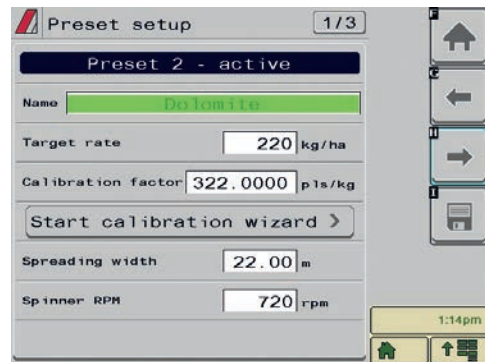 Preset setup 1/3
Preset 2 - active
Name Dolomite
Target rate 220 kg/ha
Calibration factor 322.0000 pls/kg
Start calibration wizard >
Spreading width 22.00 m
Spinner RPM 720 rpm
1:14pm